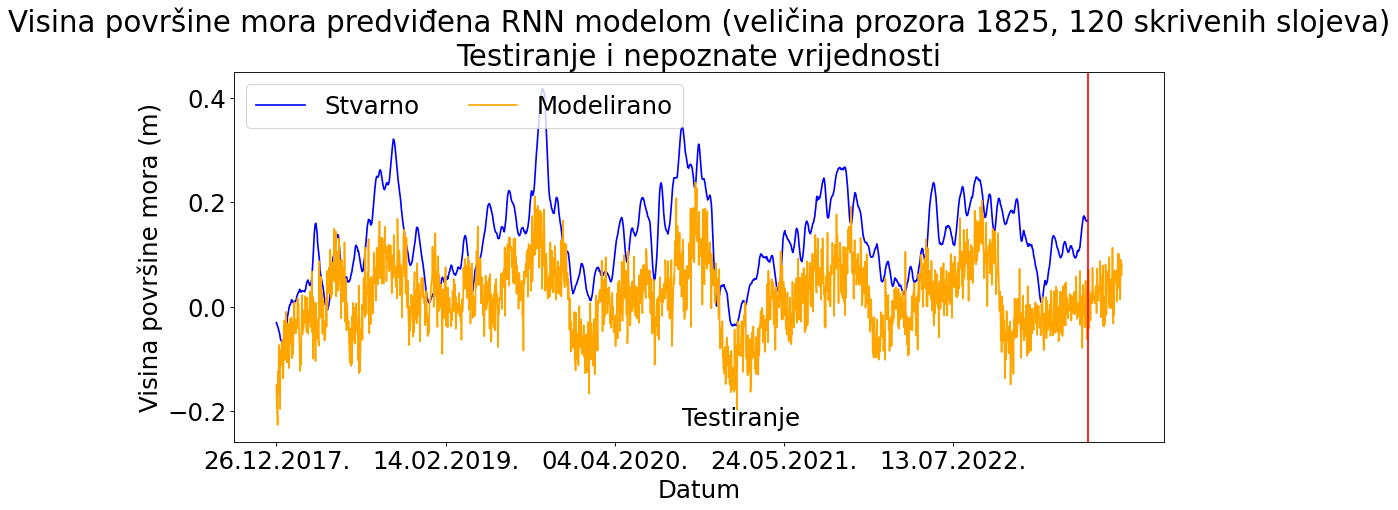 Visina površine mora predviđena RNN modelom (veličina prozora 1825, 120 skrivenih slojeva)
Testiranje i nepoznate vrijednosti
Stvarno Modelirano
Visina površine mora (m)
0.4
0.2
0.0
−0.2
Testiranje
26.12.2017. 14.02.2019. 04.04.2020. 24.05.2021. 13.07.2022.
Datum